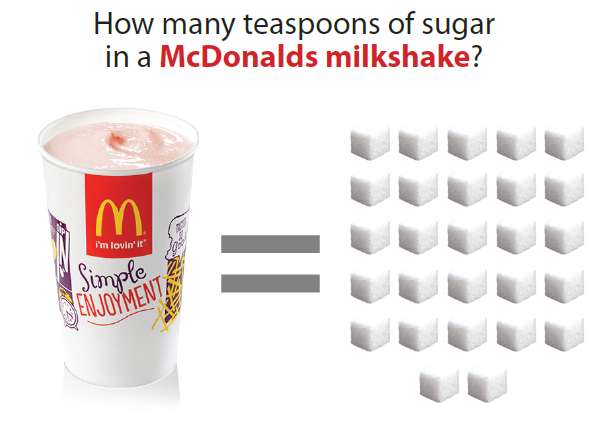 How many teaspoons of sugar
in a McDonalds milkshake?
i'm lovin' it®
Simple
ENJOYMENT